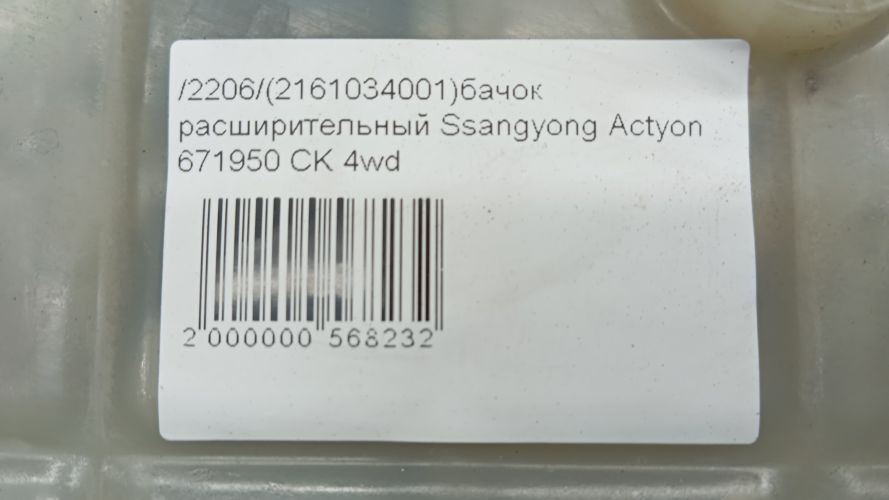 /2206/(2161034001)бачок
расширительный Ssangyong Actyon
671950 CK 4wd
2 000000 568232